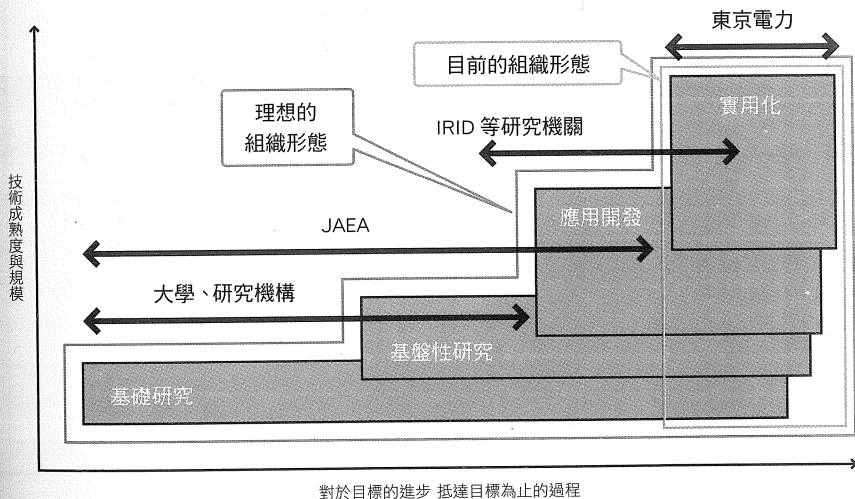 東京電力
目前的組織形態
實用化
理想的
組織形態
IRID 等研究機關
應用開發
JAEA
大學、研究機構
基盤性研究
基礎研究
技術成熟度與規模
對於目標的進步 抵達目標為止的過程